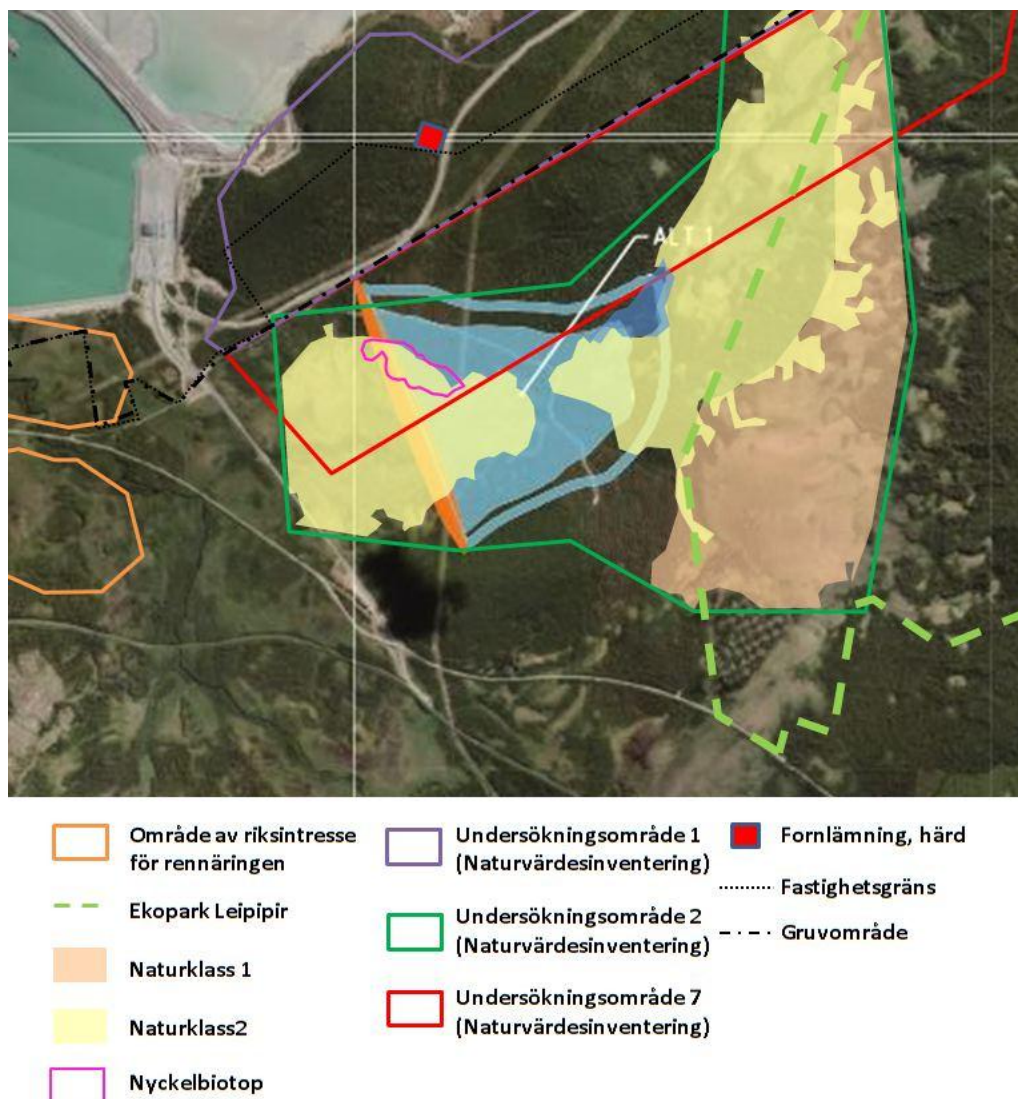 ALT 1
Område av riksintresse
för rennäringen
Ekopark Leipipir
Naturklass 1
Naturklass2
Nyckelbiotop
Undersökningsområde 1
(Naturvärdesinventering)
Undersökningsområde 2
(Naturvärdesinventering)
Undersökningsområde 7
(Naturvärdesinventering)
Fornlämning, härd
Fastighetsgräns
Gruvområde